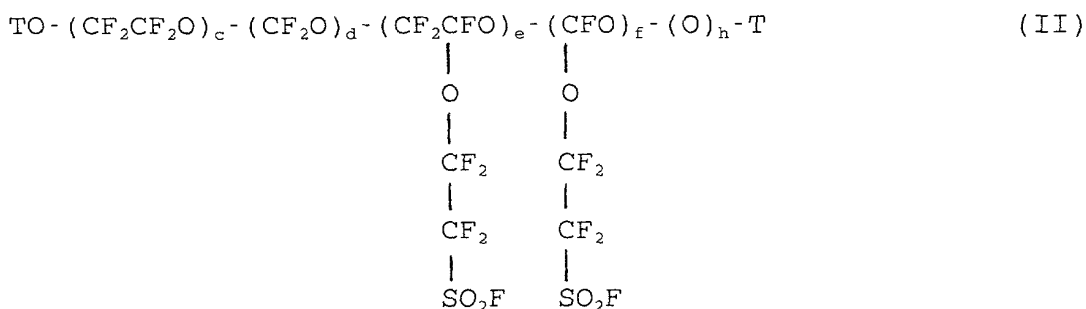 TO-(CF₂CF₂O)c-(CF₂O)d-(CF₂CFO)e-(CFO)f-(O)h-T (II)
O O
CF₂ CF₂
CF₂ CF₂
SO₂F SO₂F